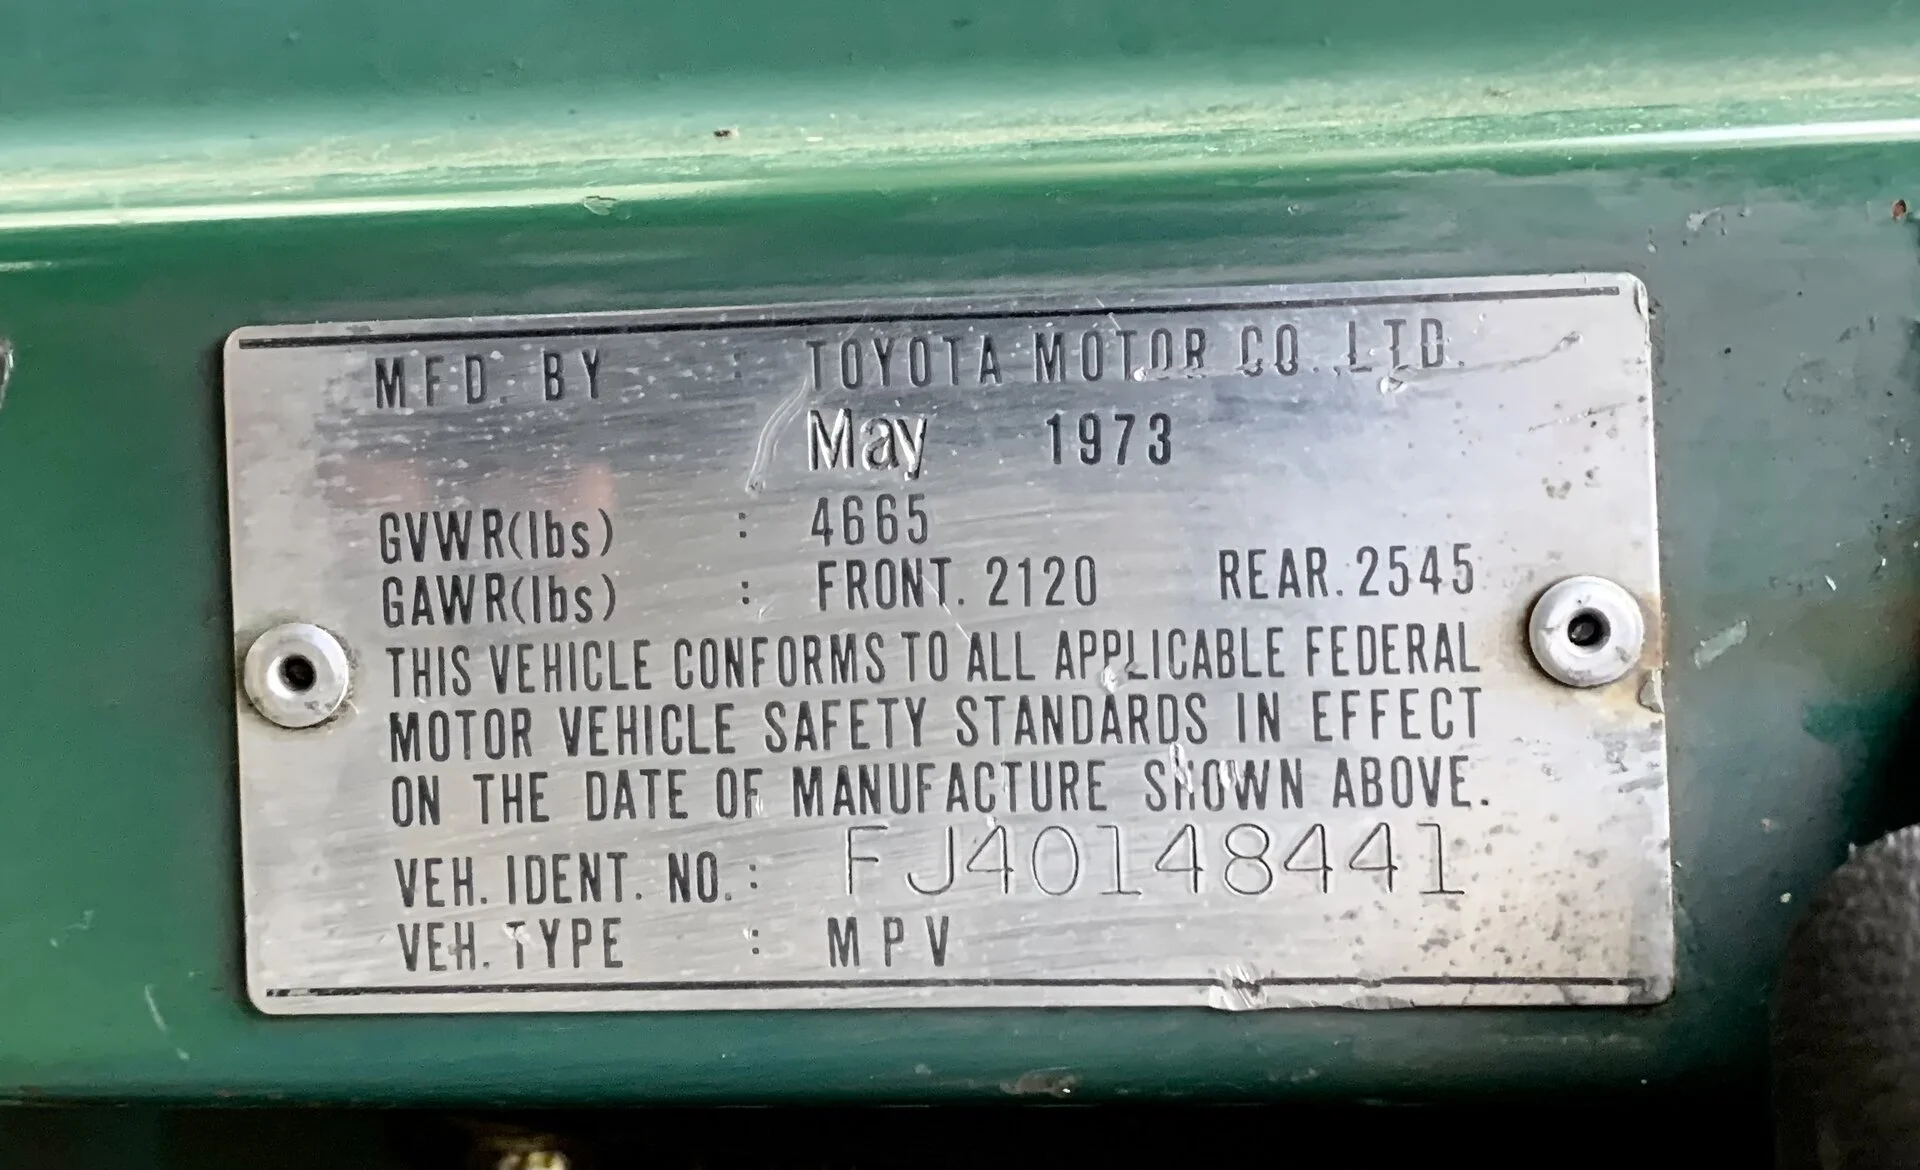 MFD. BY : TOYOTA MOTOR CO.,LTD.
May 1973
GVWR(lbs) : 4665
GAWR(lbs) : FRONT. 2120 REAR. 2545
THIS VEHICLE CONFORMS TO ALL APPLICABLE FEDERAL
MOTOR VEHICLE SAFETY STANDARDS IN EFFECT
ON THE DATE OF MANUFACTURE SHOWN ABOVE.
VEH. IDENT. NO. : FJ40148441
VEH. TYPE : MPV